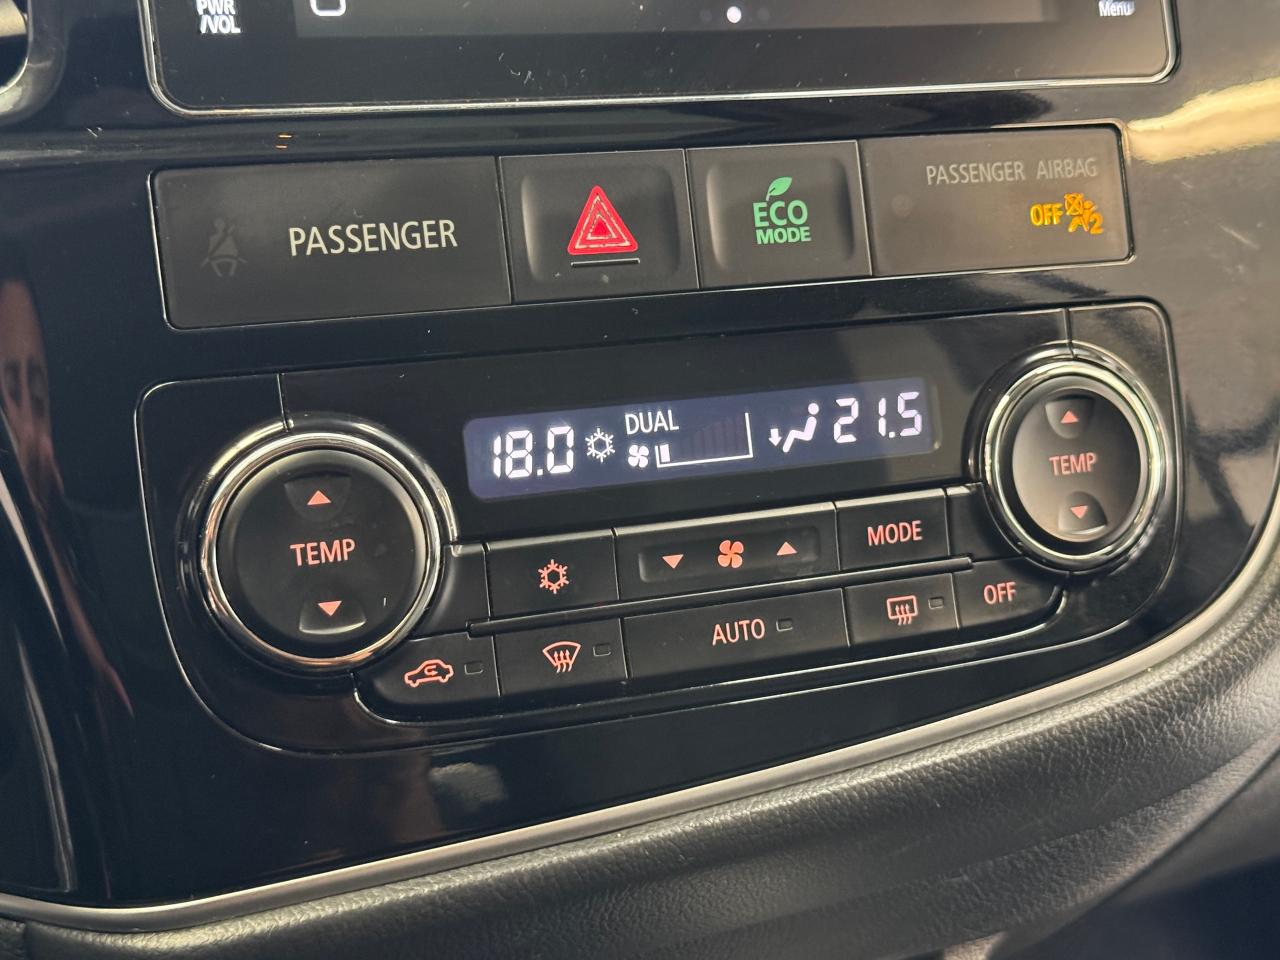 PWR
/VOL
Menu
PASSENGER
ECO
MODE
PASSENGER AIRBAG
OFF 2
18.0 DUAL 21.5
TEMP
TEMP
MODE
AUTO
OFF